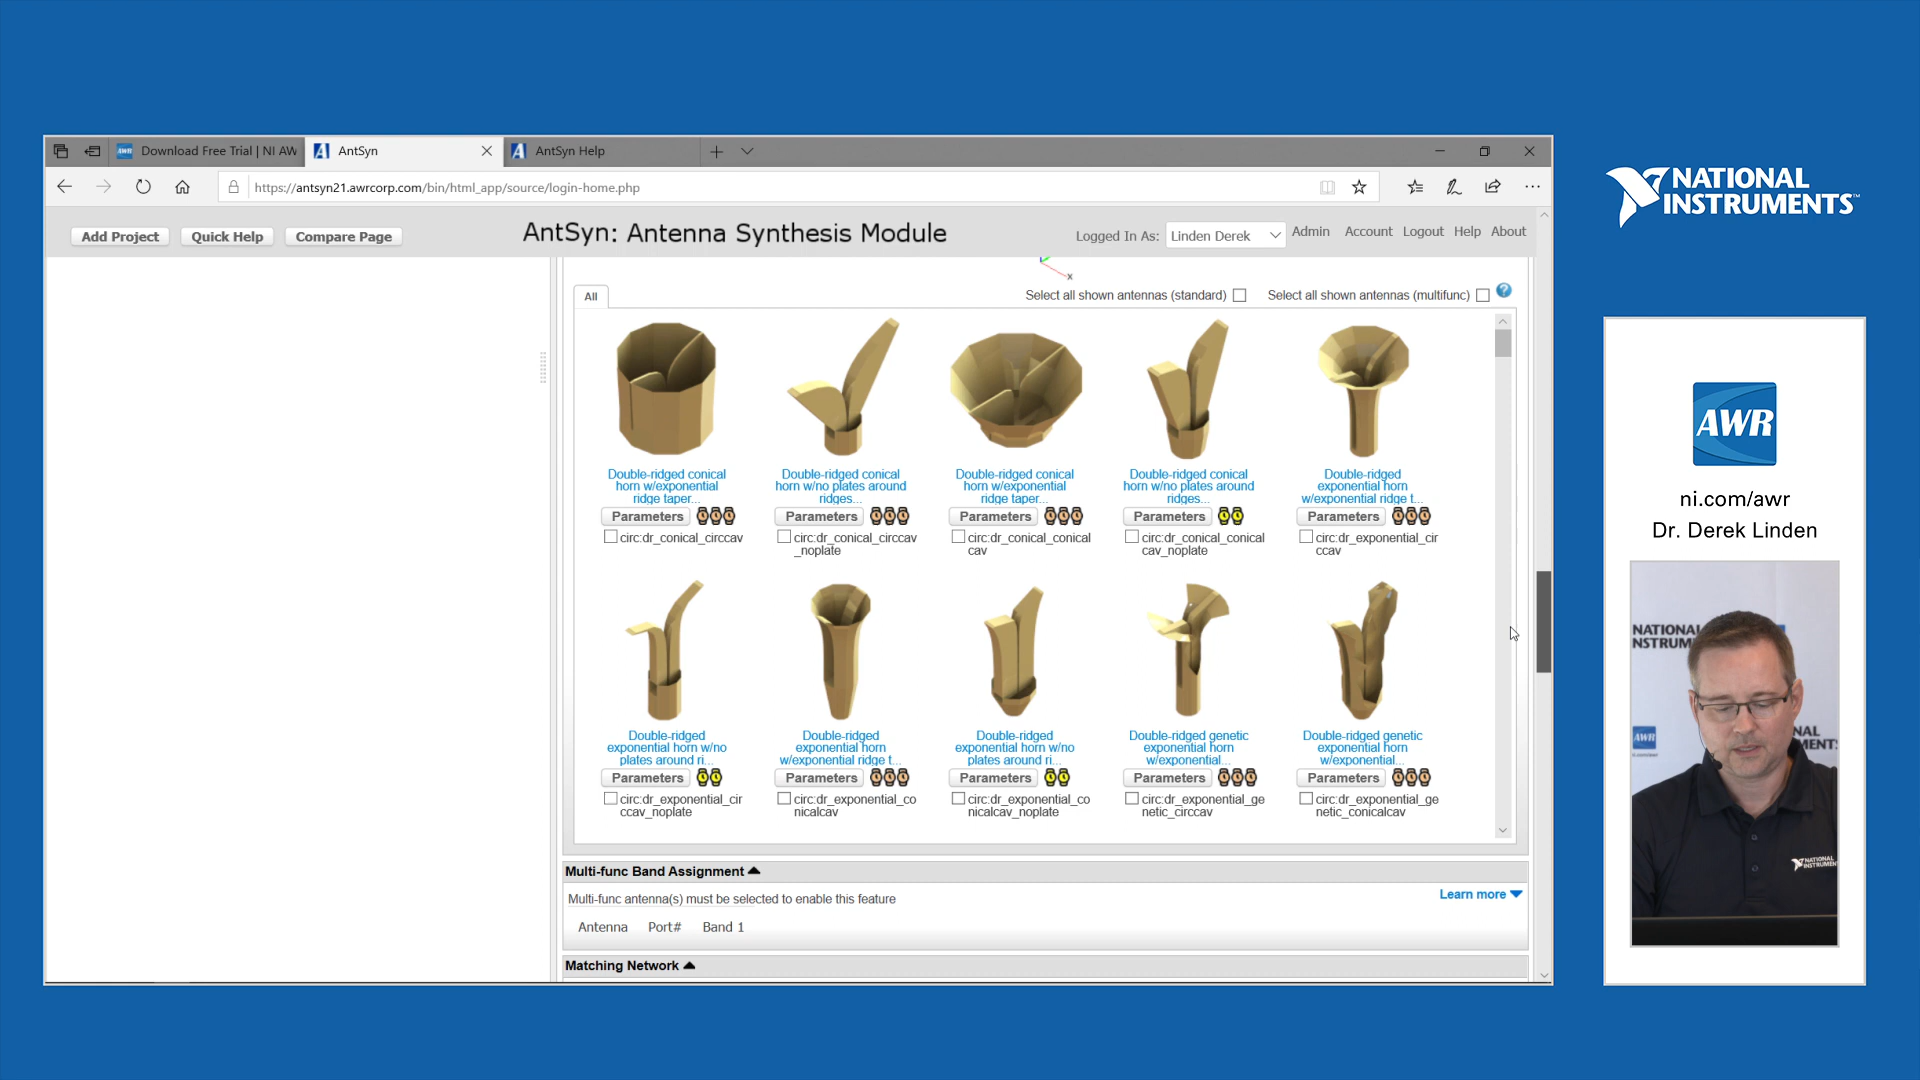 Download Free Trial | NI AW
AntSyn
AntSyn Help
https://antsyn21.awrcorp.com/bin/html_app/source/login-home.php
Add Project
Quick Help
Compare Page
AntSyn: Antenna Synthesis Module
Logged In As:
Linden Derek
Admin
Account
Logout
Help
About
x
All
Select all shown antennas (standard)
Select all shown antennas (multifunc)
?
Double-ridged conical
horn w/exponential
ridge taper...
Double-ridged conical
horn w/no plates around
ridges...
Double-ridged conical
horn w/exponential
ridge taper...
Double-ridged conical
horn w/no plates around
ridges...
Double-ridged
exponential horn
w/exponential ridge t...
Parameters
Parameters
Parameters
Parameters
Parameters
circ:dr_conical_circcav
circ:dr_conical_circcav
_noplate
circ:dr_conical_conical
cav
circ:dr_conical_conical
cav_noplate
circ:dr_exponential_cir
ccav
Double-ridged
exponential horn w/no
plates around ri...
Double-ridged
exponential horn
w/exponential ridge t...
Double-ridged
exponential horn w/no
plates around ri...
Double-ridged genetic
exponential horn
w/exponential...
Double-ridged genetic
exponential horn
w/exponential...
Parameters
Parameters
Parameters
Parameters
Parameters
circ:dr_exponential_cir
ccav_noplate
circ:dr_exponential_co
nicalcav
circ:dr_exponential_co
nicalcav_noplate
circ:dr_exponential_ge
netic_circcav
circ:dr_exponential_ge
netic_conicalcav
Multi-func Band Assignment
Multi-func antenna(s) must be selected to enable this feature
Learn more
Antenna
Port#
Band 1
Matching Network
NATIONAL
INSTRUMENTS™
AWR
ni.com/awr
Dr. Derek Linden
NATIONAL
NSTRUM
AWR
NAL
MENTS
NATIONAL
INSTRUMENTS